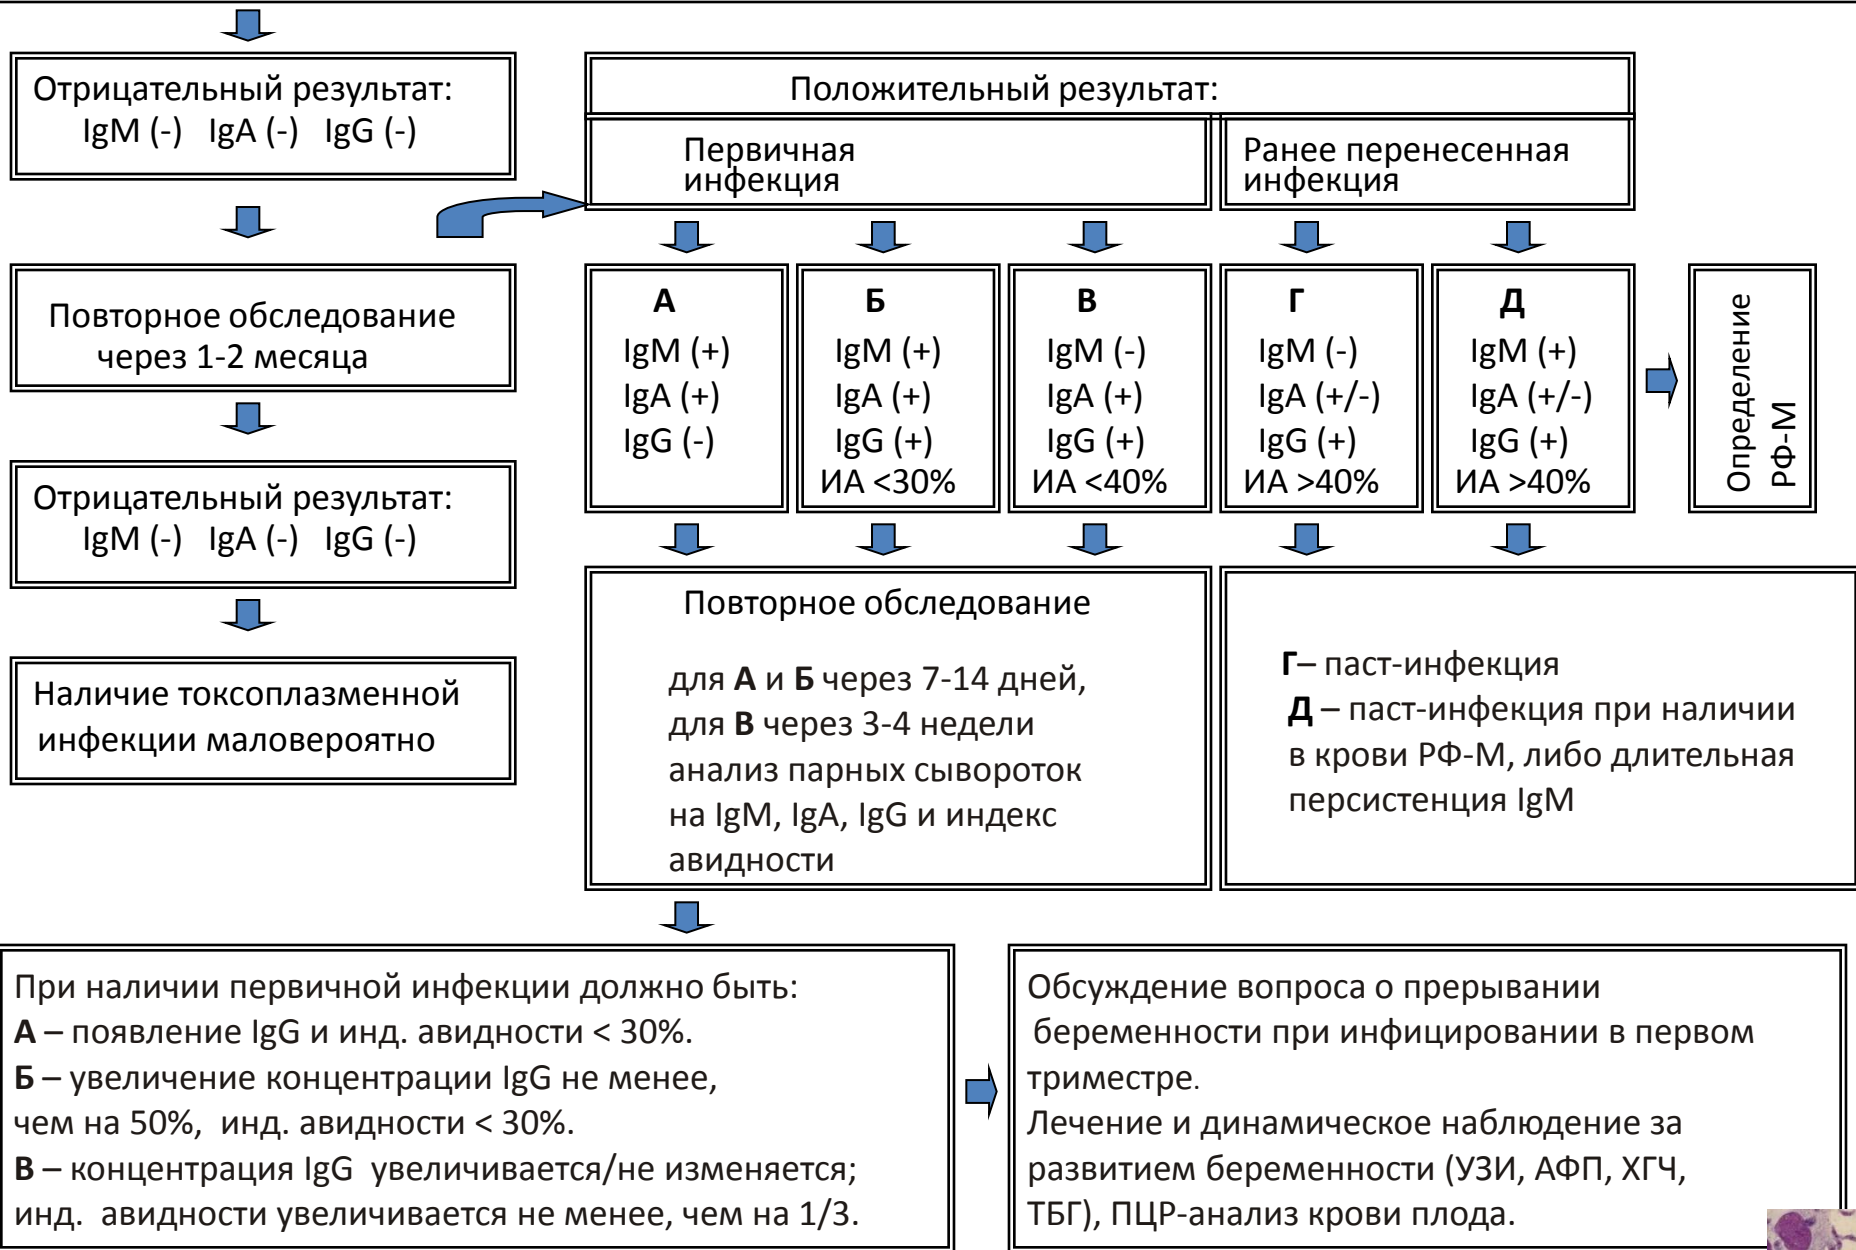 Отрицательный результат:
IgM (-) IgA (-) IgG (-)
Повторное обследование
через 1-2 месяца
Отрицательный результат:
IgM (-) IgA (-) IgG (-)
Наличие токсоплазменной
инфекции маловероятно
Положительный результат:
Первичная
инфекция
Ранее перенесенная
инфекция
А
IgM (+)
IgA (+)
IgG (-)
Б
IgM (+)
IgA (+)
IgG (+)
ИА <30%
В
IgM (-)
IgA (+)
IgG (+)
ИА <40%
Г
IgM (-)
IgA (+/-)
IgG (+)
ИА >40%
Д
IgM (+)
IgA (+/-)
IgG (+)
ИА >40%
Определение
РФ-М
Повторное обследование
для А и Б через 7-14 дней,
для В через 3-4 недели
анализ парных сывороток
на IgM, IgA, IgG и индекс
авидности
Г– паст-инфекция
Д – паст-инфекция при наличии
в крови РФ-М, либо длительная
персистенция IgM
При наличии первичной инфекции должно быть:
А – появление IgG и инд. авидности < 30%.
Б – увеличение концентрации IgG не менее,
чем на 50%, инд. авидности < 30%.
В – концентрация IgG увеличивается/не изменяется;
инд. авидности увеличивается не менее, чем на 1/3.
Обсуждение вопроса о прерывании
беременности при инфицировании в первом
триместре.
Лечение и динамическое наблюдение за
развитием беременности (УЗИ, АФП, ХГЧ,
ТБГ), ПЦР-анализ крови плода.